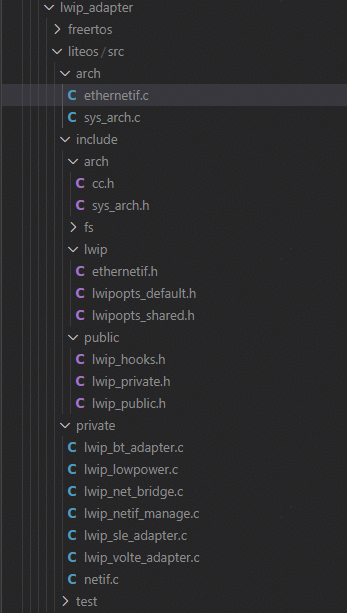 lwip_adapter
freertos
liteos / src
arch
C ethernetif.c
C sys_arch.c
include
arch
C cc.h
C sys_arch.h
fs
lwip
C ethernetif.h
C lwipopts_default.h
C lwipopts_shared.h
public
C lwip_hooks.h
C lwip_private.h
C lwip_public.h
private
C lwip_bt_adapter.c
C lwip_lowpower.c
C lwip_net_bridge.c
C lwip_netif_manage.c
C lwip_sle_adapter.c
C lwip_volte_adapter.c
C netif.c
test